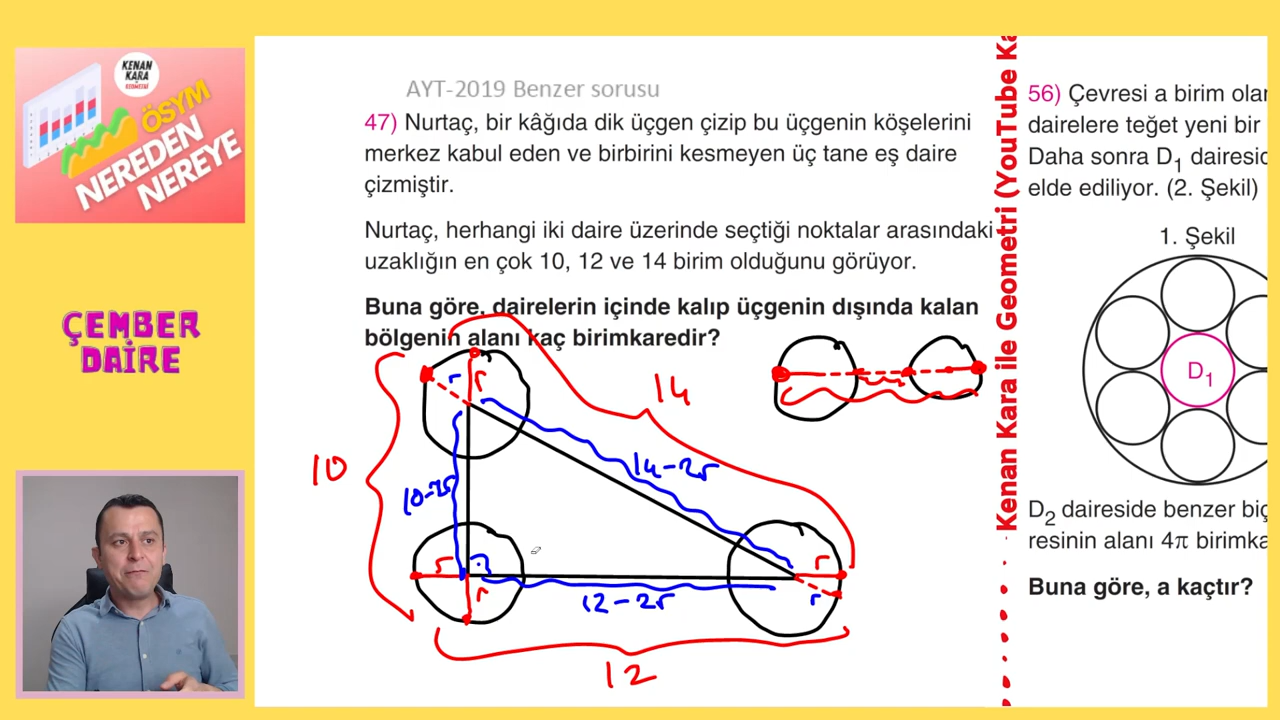 KENAN
KARA
ile
GEOMETRİ
ÖSYM
NEREDEN
NEREYE
ÇEMBER
DAİRE
AYT-2019 Benzer sorusu
47) Nurtaç, bir kâğıda dik üçgen çizip bu üçgenin köşelerini
merkez kabul eden ve birbirini kesmeyen üç tane eş daire
çizmiştir.
Nurtaç, herhangi iki daire üzerinde seçtiği noktalar arasındaki
uzaklığın en çok 10, 12 ve 14 birim olduğunu görüyor.
Buna göre, dairelerin içinde kalıp üçgenin dışında kalan
bölgenin alanı kaç birimkaredir?
r
r
14
14-2r
10
10-2r
r
r
r
r
12-2r
12
Kenan Kara ile Geometri (YouTube Ka
56) Çevresi a birim olar
dairelere teğet yeni bir
Daha sonra D1 dairesid
elde ediliyor. (2. Şekil)
1. Şekil
D1
D2 daireside benzer biç
resinin alanı 4π birimka
Buna göre, a kaçtır?